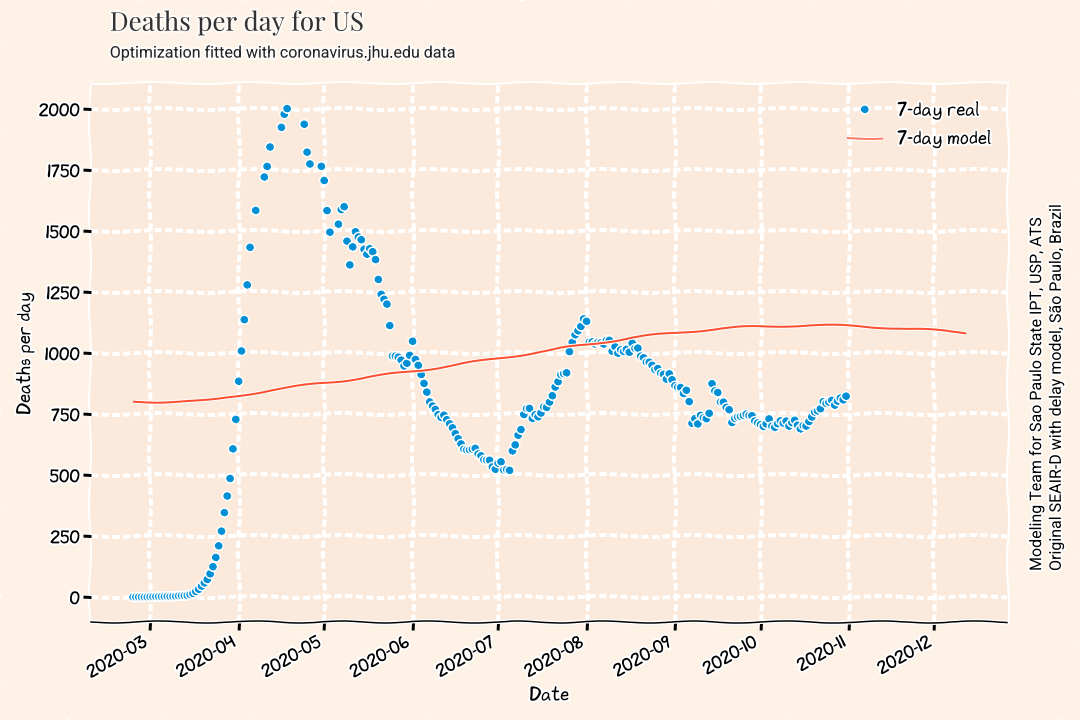 Deaths per day for US
Optimization fitted with coronavirus.jhu.edu data
7-day real
7-day model
2000
1750
1500
1250
1000
750
500
250
0
Deaths per day
2020-03
2020-04
2020-05
2020-06
2020-07
2020-08
2020-09
2020-10
2020-11
2020-12
Date
Modeling Team for Sao Paulo State IPT, USP, ATS
Original SEAIR-D with delay model, São Paulo, Brazil